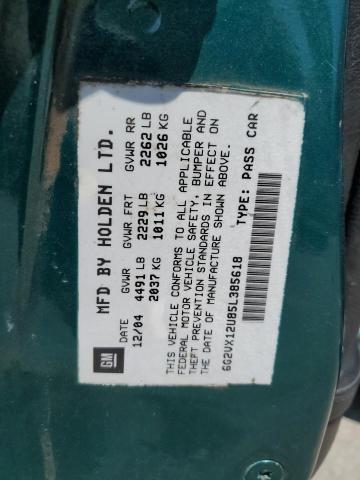 MFD BY HOLDEN LTD.
DATE GVWR GVWR FRT GVWR RR
12/04 4491 LB 2229 LB 2262 LB
2037 KG 1011 KG 1026 KG
THIS VEHICLE CONFORMS TO ALL APPLICABLE
FEDERAL MOTOR VEHICLE SAFETY, BUMPER AND
THEFT PREVENTION STANDARDS IN EFFECT ON
THE DATE OF MANUFACTURE SHOWN ABOVE.
6G2VX12U85L385618 TYPE: PASS CAR
GM